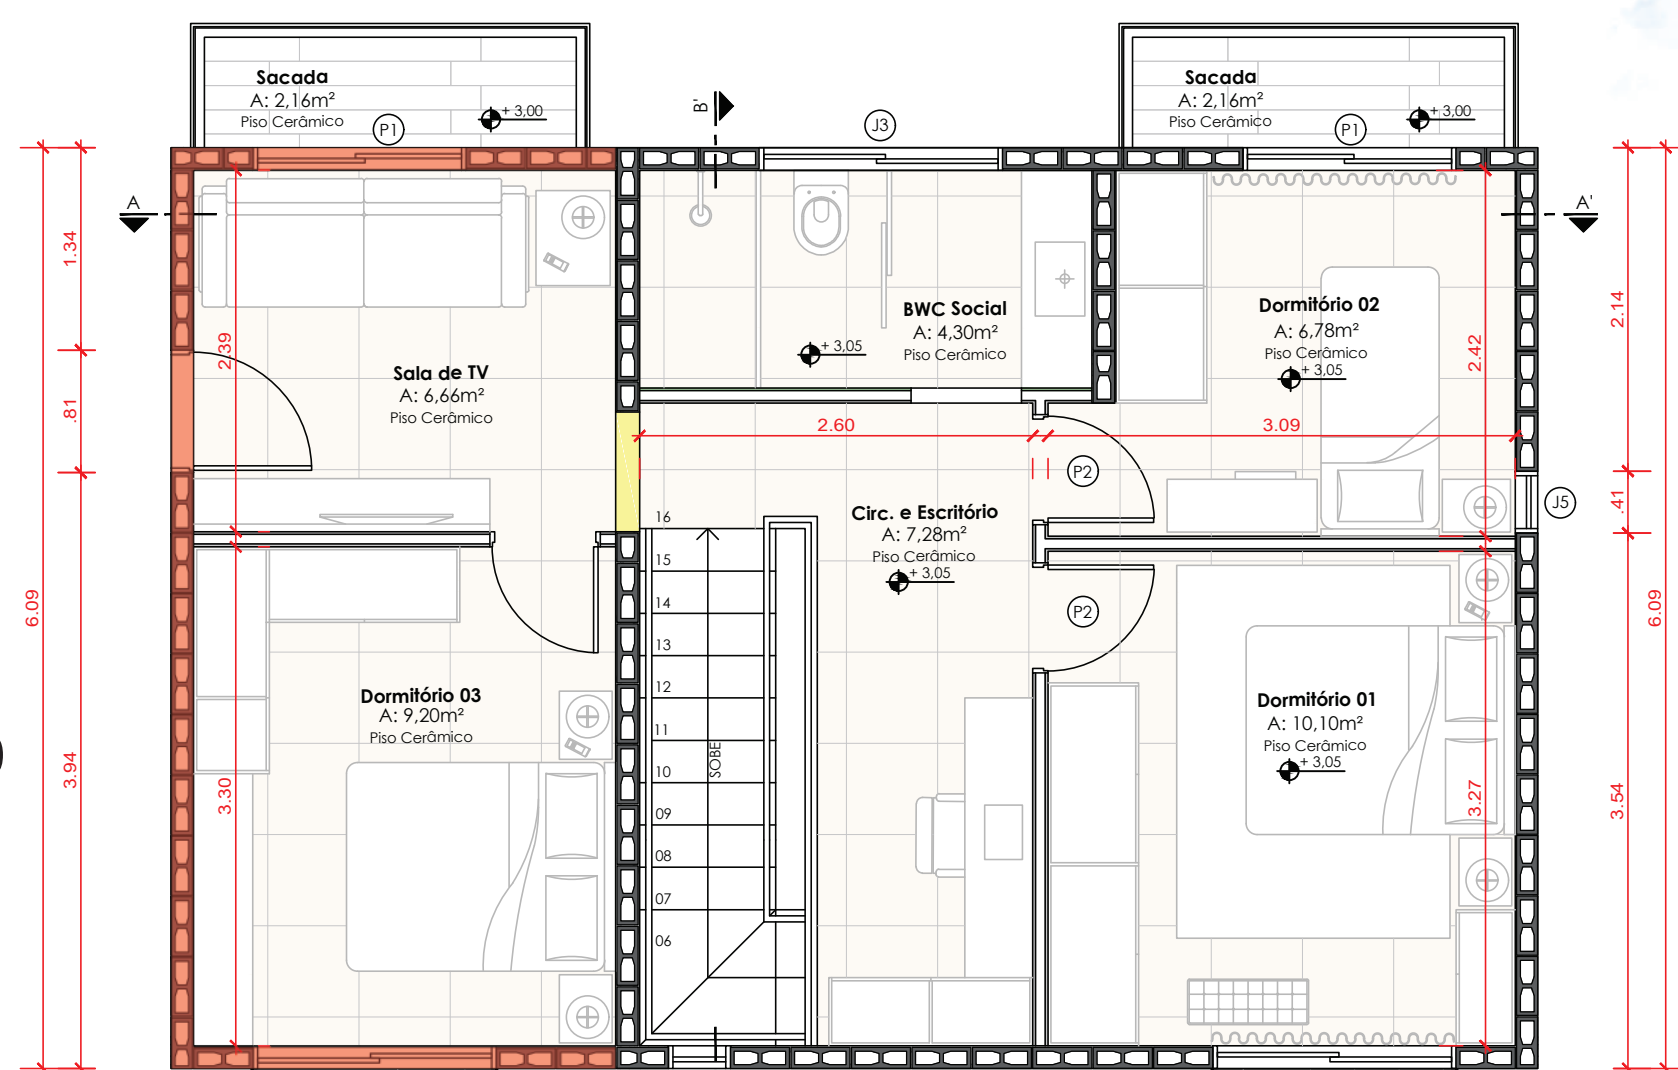 Sacada
A: 2,16m²
Piso Cerâmico
+ 3,00
P1
B'
J3
Sacada
A: 2,16m²
Piso Cerâmico
+ 3,00
P1
A
A'
1.34
2.39
.81
6.09
3.94
3.30
Sala de TV
A: 6,66m²
Piso Cerâmico
BWC Social
A: 4,30m²
Piso Cerâmico
+ 3,05
Dormitório 02
A: 6,78m²
Piso Cerâmico
+ 3,05
2.42
2.14
.41
6.09
3.54
3.27
2.60
3.09
P2
J5
Circ. e Escritório
A: 7,28m²
Piso Cerâmico
+ 3,05
P2
16
15
14
13
12
11
10
09
08
07
06
SOBE
Dormitório 03
A: 9,20m²
Piso Cerâmico
Dormitório 01
A: 10,10m²
Piso Cerâmico
+ 3,05